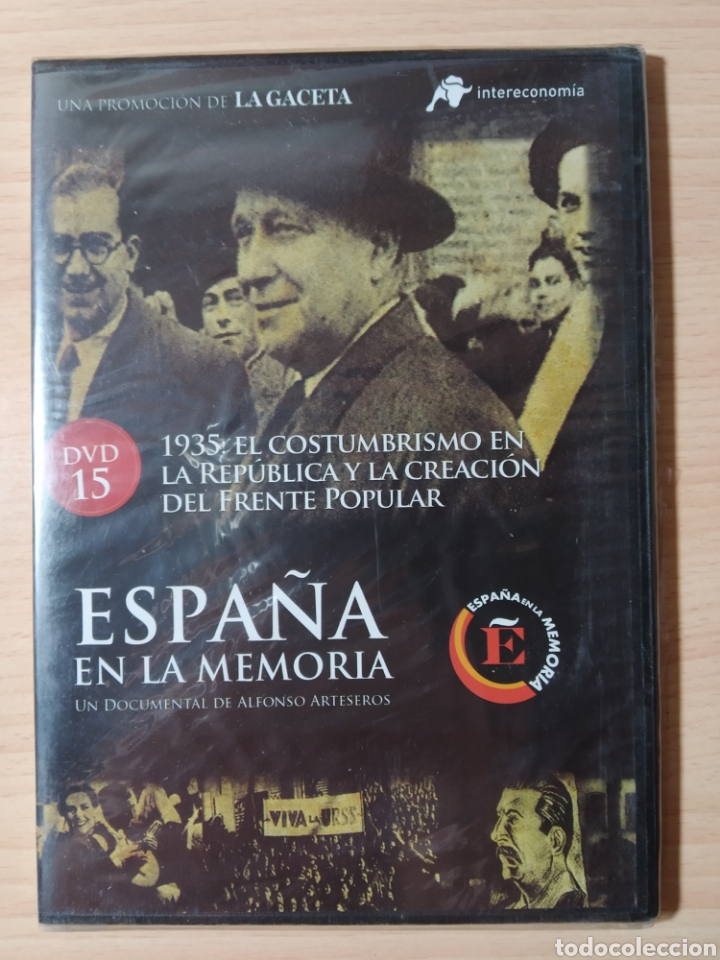 UNA PROMOCIÓN DE LA GACETA
intereconomía
DVD
15
1935: EL COSTUMBRISMO EN
LA REPÚBLICA Y LA CREACIÓN
DEL FRENTE POPULAR
ESPAÑA
EN LA MEMORIA
UN DOCUMENTAL DE ALFONSO ARTESEROS
ESPAÑA EN LA MEMORIA
E
VIVA LA URSS
todocoleccion